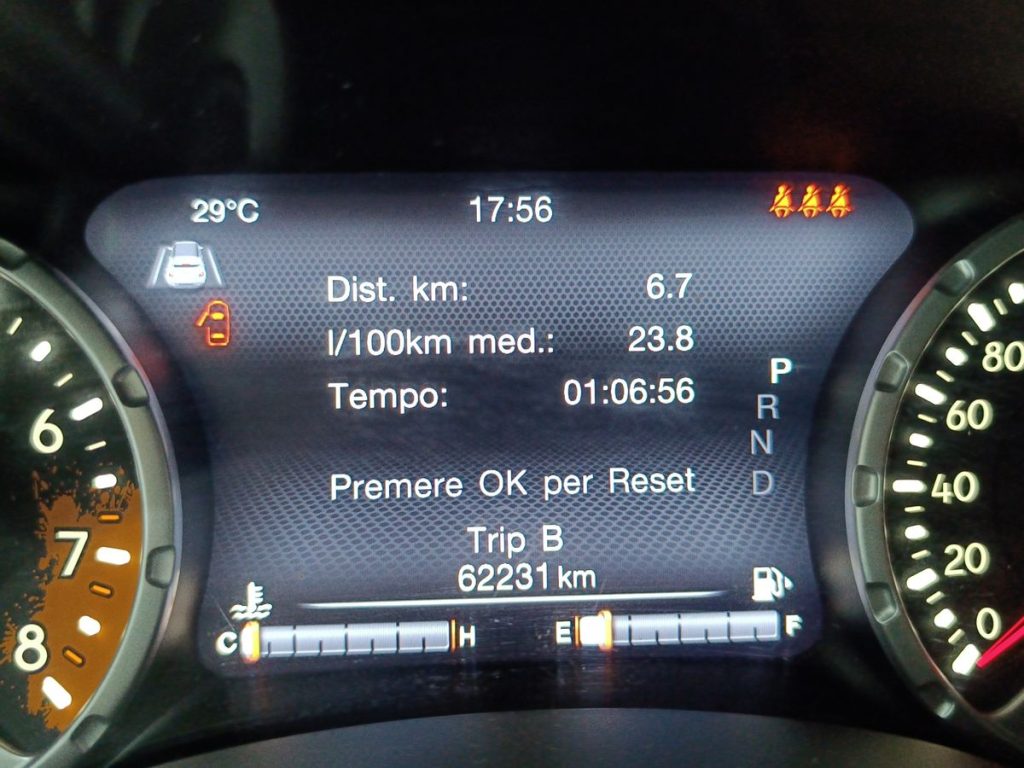 29°C 17:56
Dist. km: 6.7
l/100km med.: 23.8
Tempo: 01:06:56
P
R
N
D
Premere OK per Reset
Trip B
62231 km
C H E F
6
7
8
80
60
40
20
0